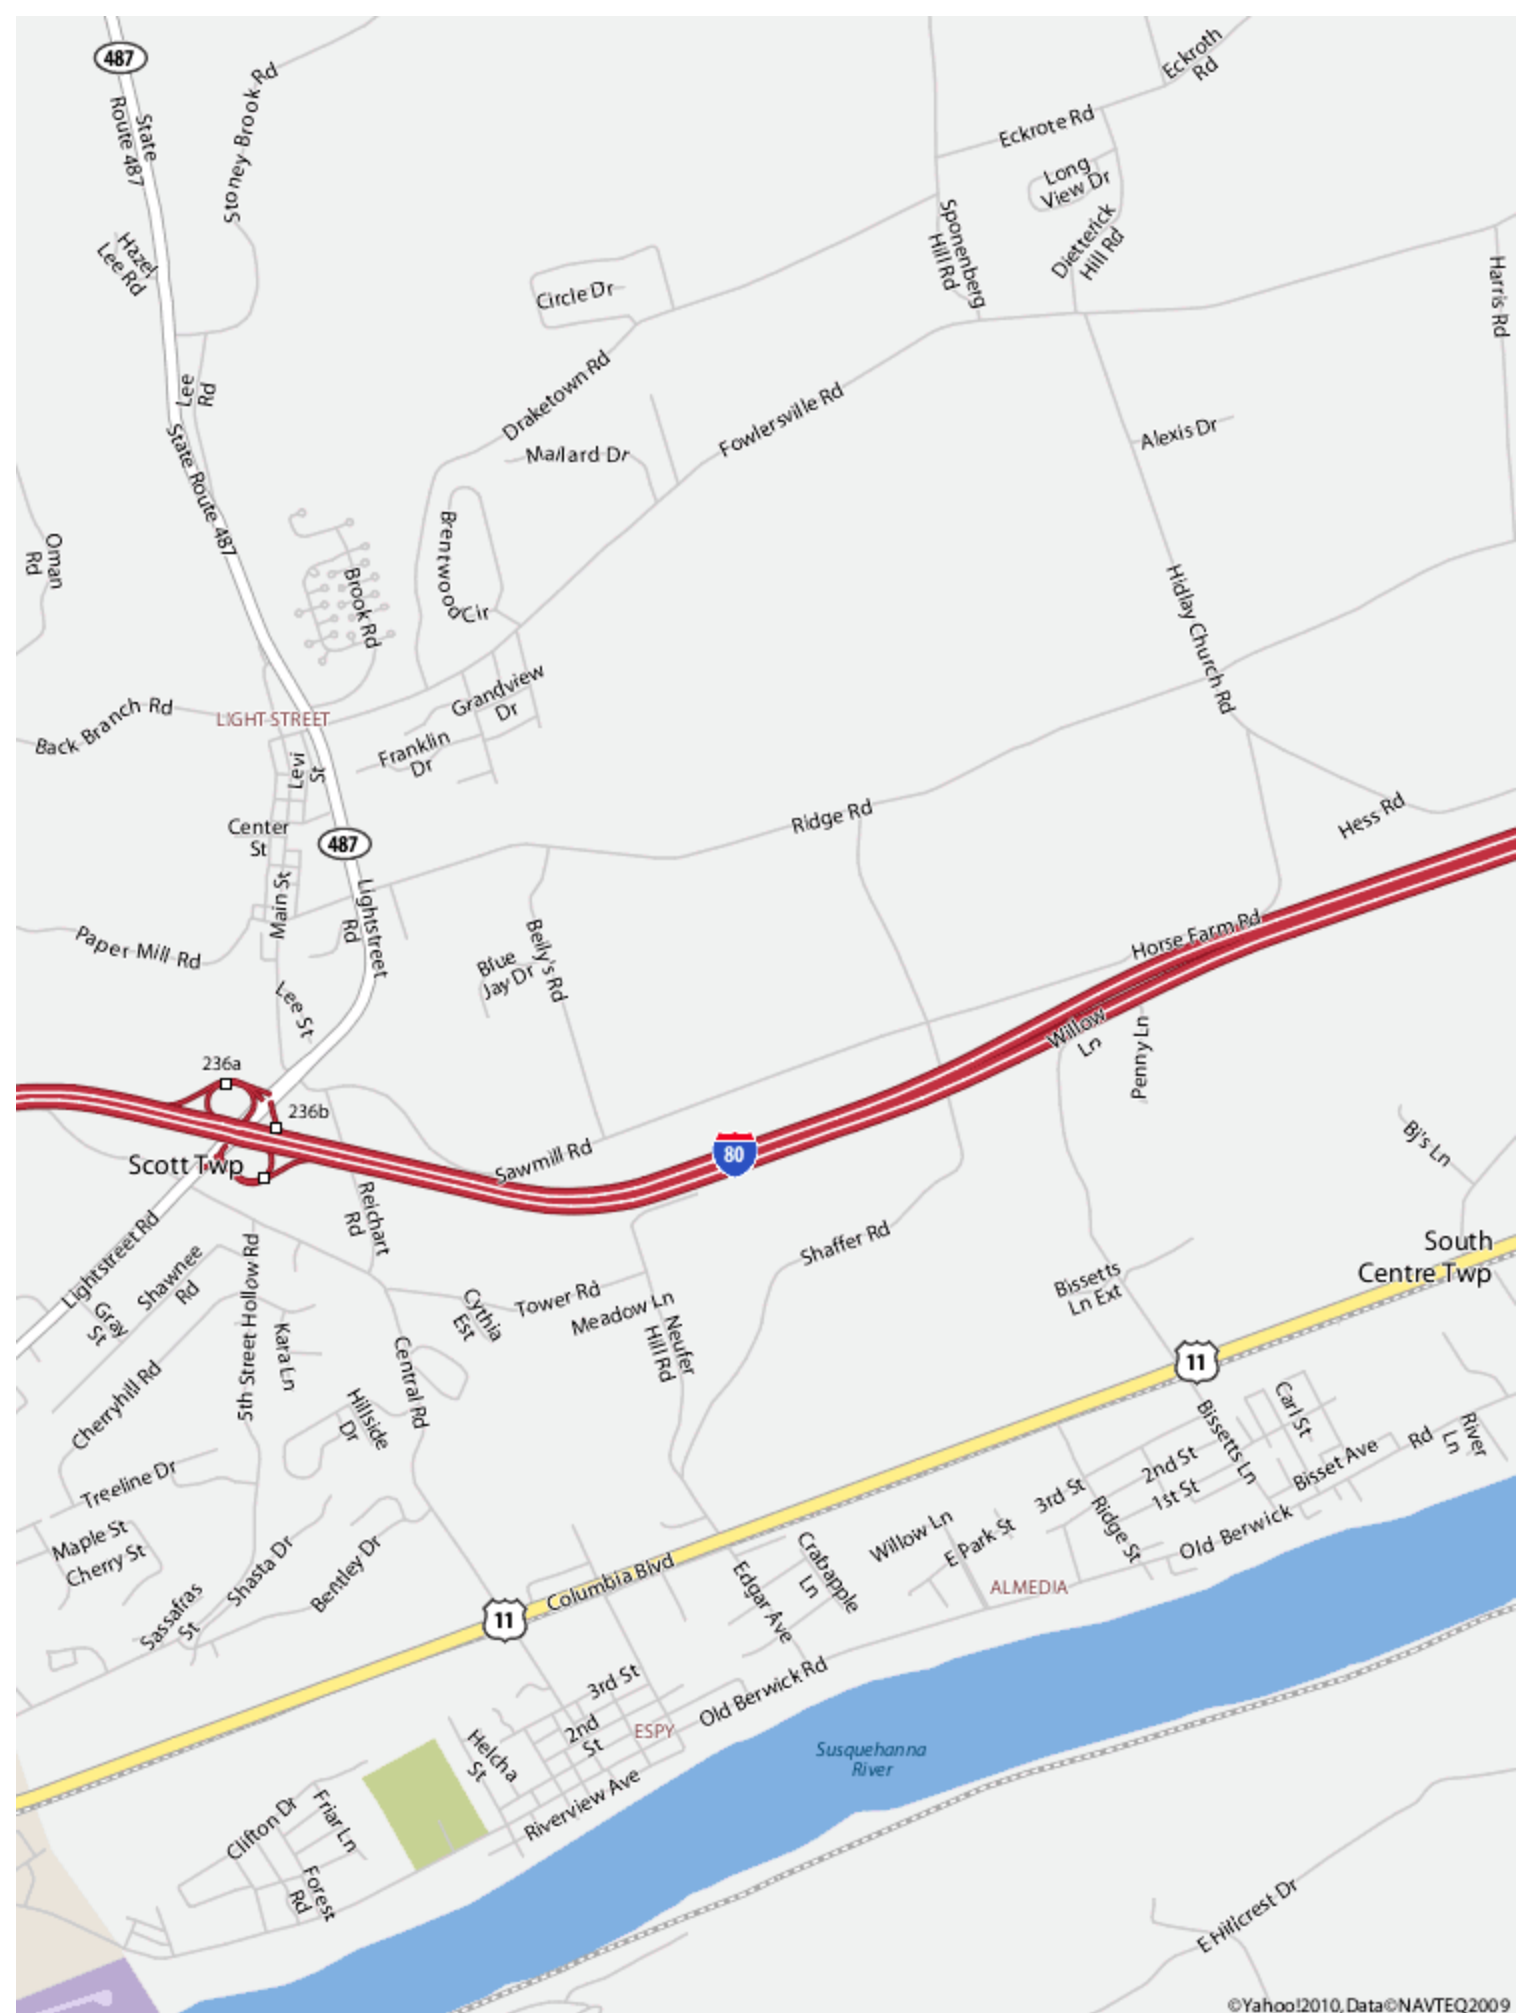 487
State
Route 487
Stoney Brook Rd
Eckroth
Rd
Eckrote Rd
Long
View Dr
Hazel
Lee Rd
Sponenberg
Hill Rd
Dietterick
Hill Rd
Harris Rd
Circle Dr
Lee
Rd
Draketown Rd
Mallard Dr
Fowlersville Rd
Alexis Dr
State Route 487
Oman
Rd
Brentwood
Cir
Brook Rd
Hidlay Church Rd
Grandview
Dr
Back Branch Rd
LIGHT STREET
Franklin
Dr
Levi
St
Center
St
487
Ridge Rd
Hess Rd
Main St
Lightstreet
Rd
Paper Mill Rd
Blue
Jay Dr
Beily's Rd
Horse Farm Rd
Lee St
Willow
Ln
Penny Ln
236a
236b
Scott Twp
Sawmill Rd
80
Bj's Ln
Reichart
Rd
Lightstreet Rd
Shawnee
Rd
Gray
St
5th Street Hollow Rd
Shaffer Rd
South
Centre Twp
Bissetts
Ln Ext
Cythia
Est
Tower Rd
Meadow Ln
Neufer
Hill Rd
Kara Ln
Central Rd
11
Cherryhill Rd
Hillside
Dr
Carl St
Bissetts Ln
River
Ln
Treeline Dr
2nd St
1st St
3rd St
Bisset Ave
Rd
Maple St
Cherry St
Ridge St
Old Berwick
Willow Ln
E Park St
Crabapple
Ln
Shasta Dr
Bentley Dr
Sassafras
St
Columbia Blvd
Edgar Ave
ALMEDIA
11
3rd St
2nd
St
ESPY
Old Berwick Rd
Helcha
St
Susquehanna
River
Riverview Ave
Clifton Dr
Friar Ln
Forest
Rd
E Hillcrest Dr
©Yahoo!2010, Data©NAVTEQ2009